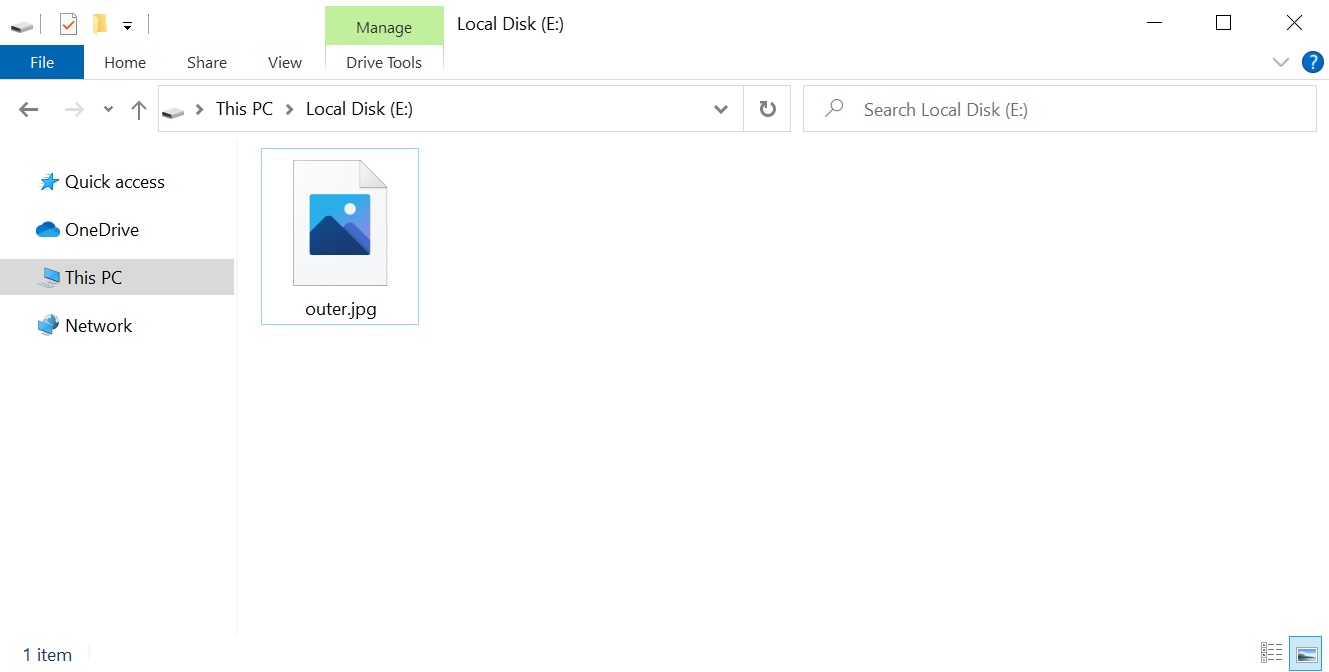 Manage
Local Disk (E:)
File
Home
Share
View
Drive Tools
?
This PC
Local Disk (E:)
Search Local Disk (E:)
Quick access
OneDrive
This PC
Network
outer.jpg
1 item